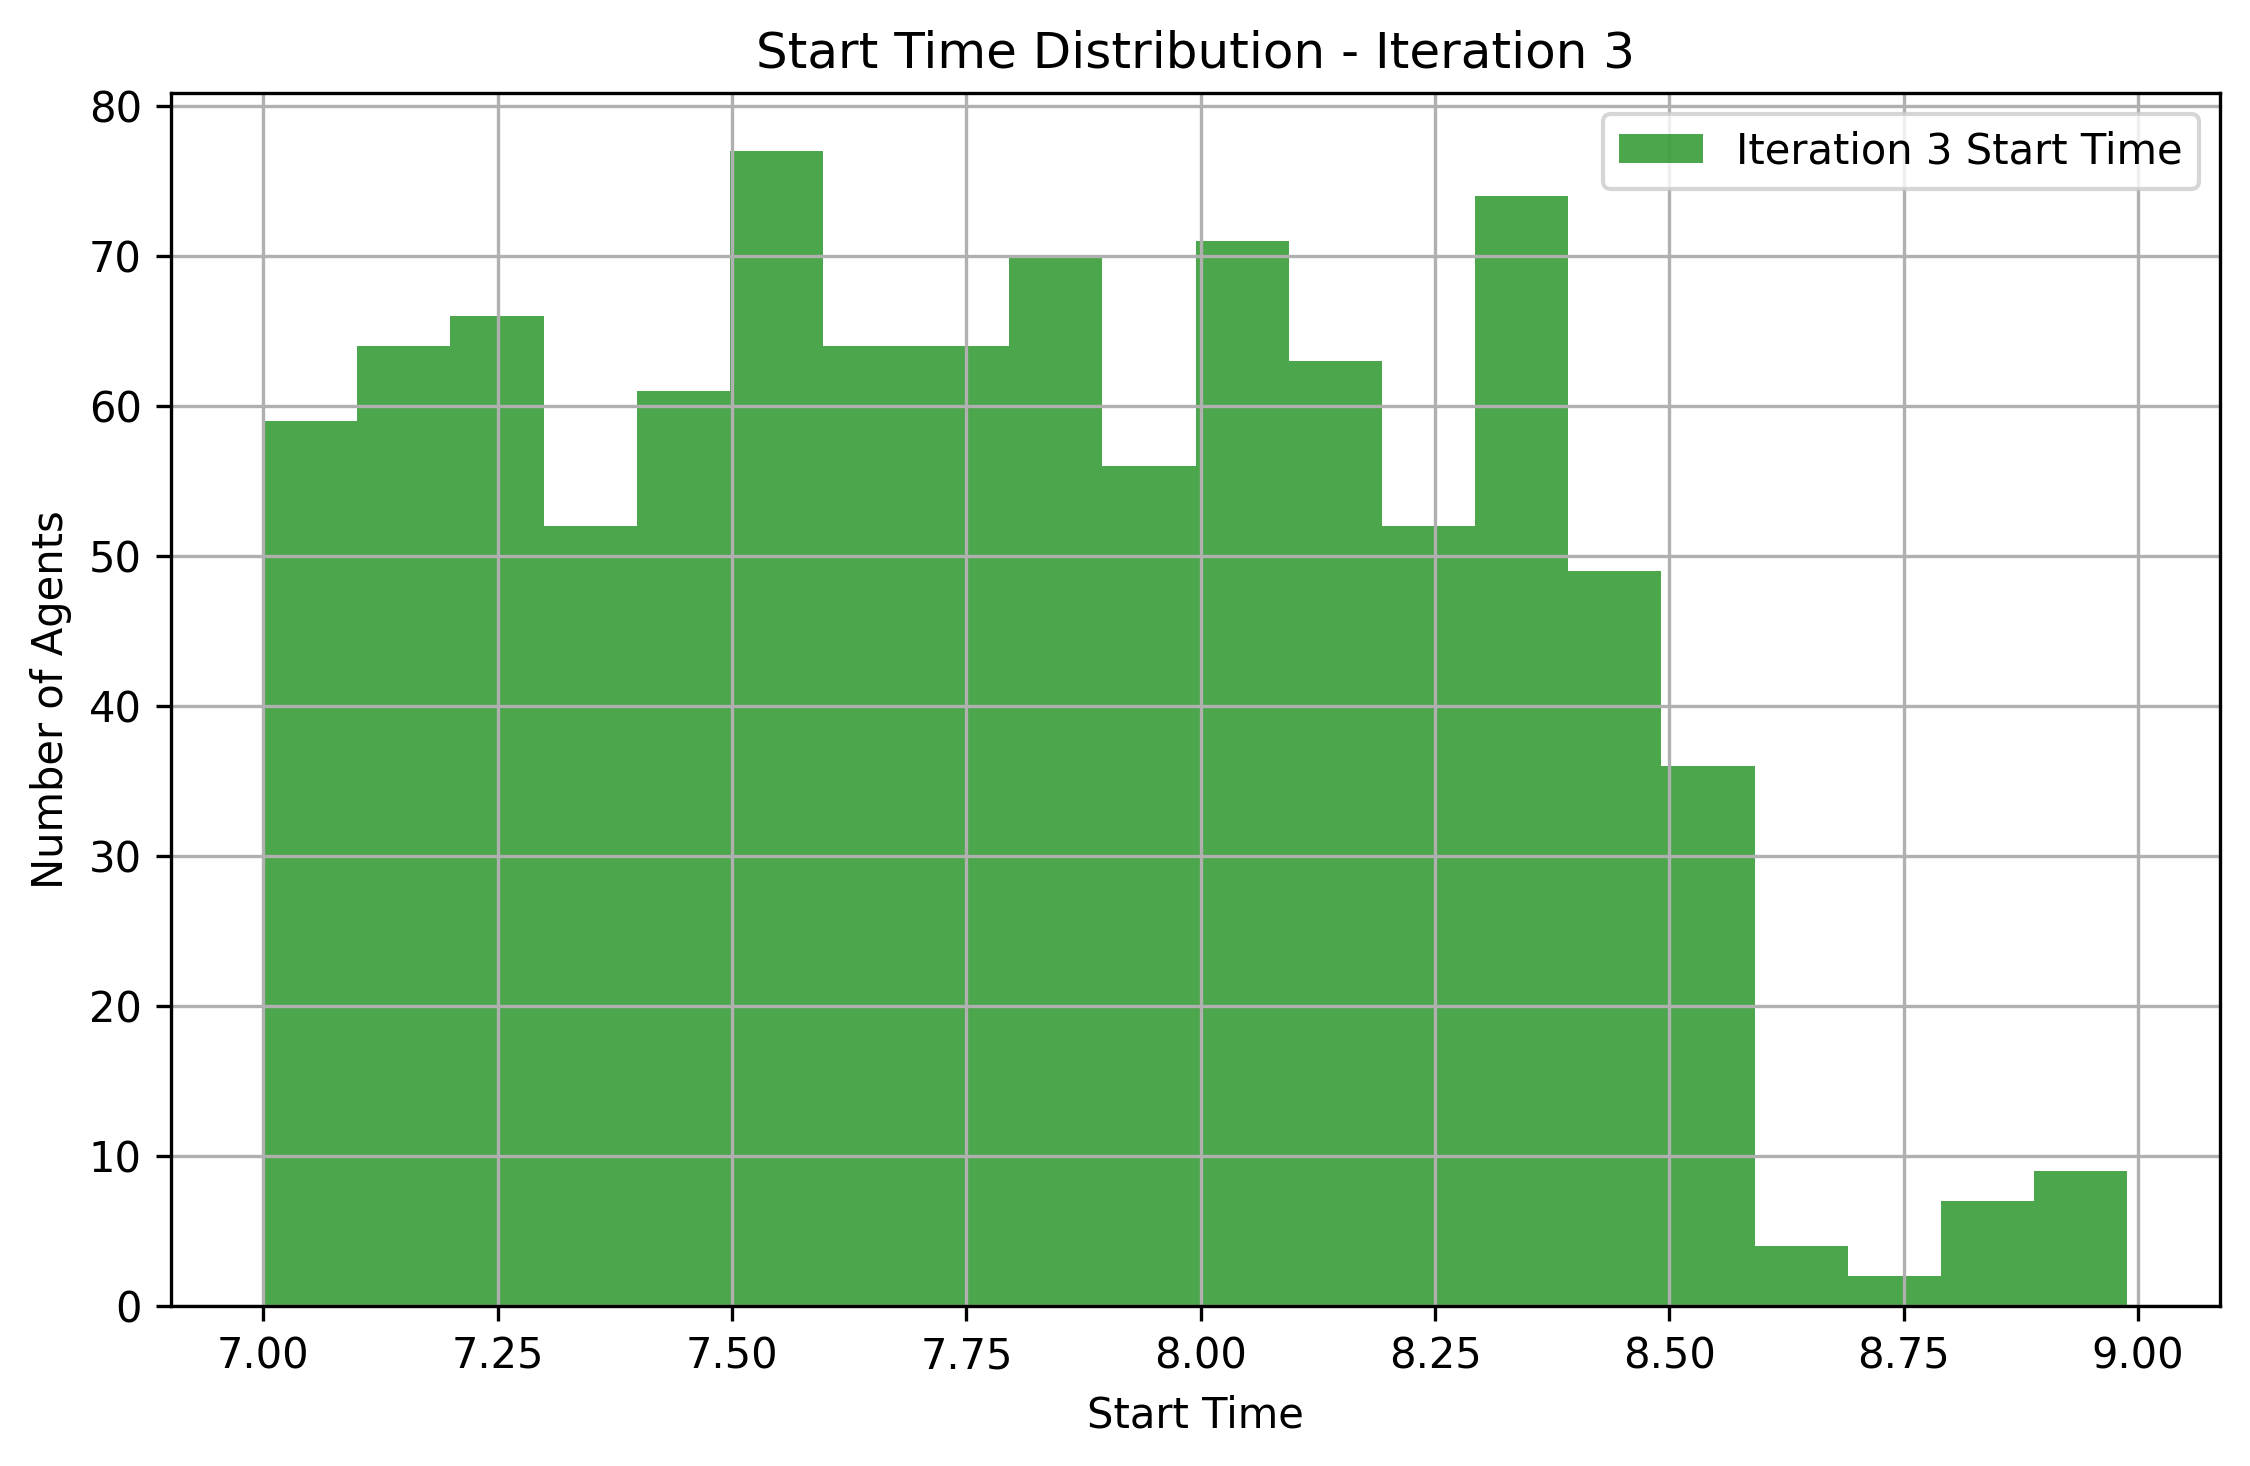 Start Time Distribution - Iteration 3
Iteration 3 Start Time
Number of Agents
80
70
60
50
40
30
20
10
0
7.00 7.25 7.50 7.75 8.00 8.25 8.50 8.75 9.00
Start Time